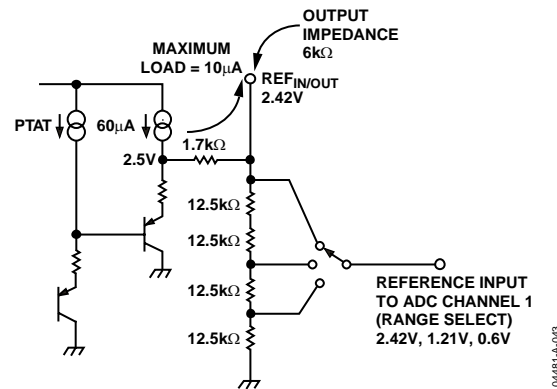 OUTPUT
IMPEDANCE
6kΩ
MAXIMUM
LOAD = 10μA
REFIN/OUT
2.42V
PTAT
60μA
1.7kΩ
2.5V
12.5kΩ
12.5kΩ
12.5kΩ
12.5kΩ
REFERENCE INPUT
TO ADC CHANNEL 1
(RANGE SELECT)
2.42V, 1.21V, 0.6V
04481-A-043